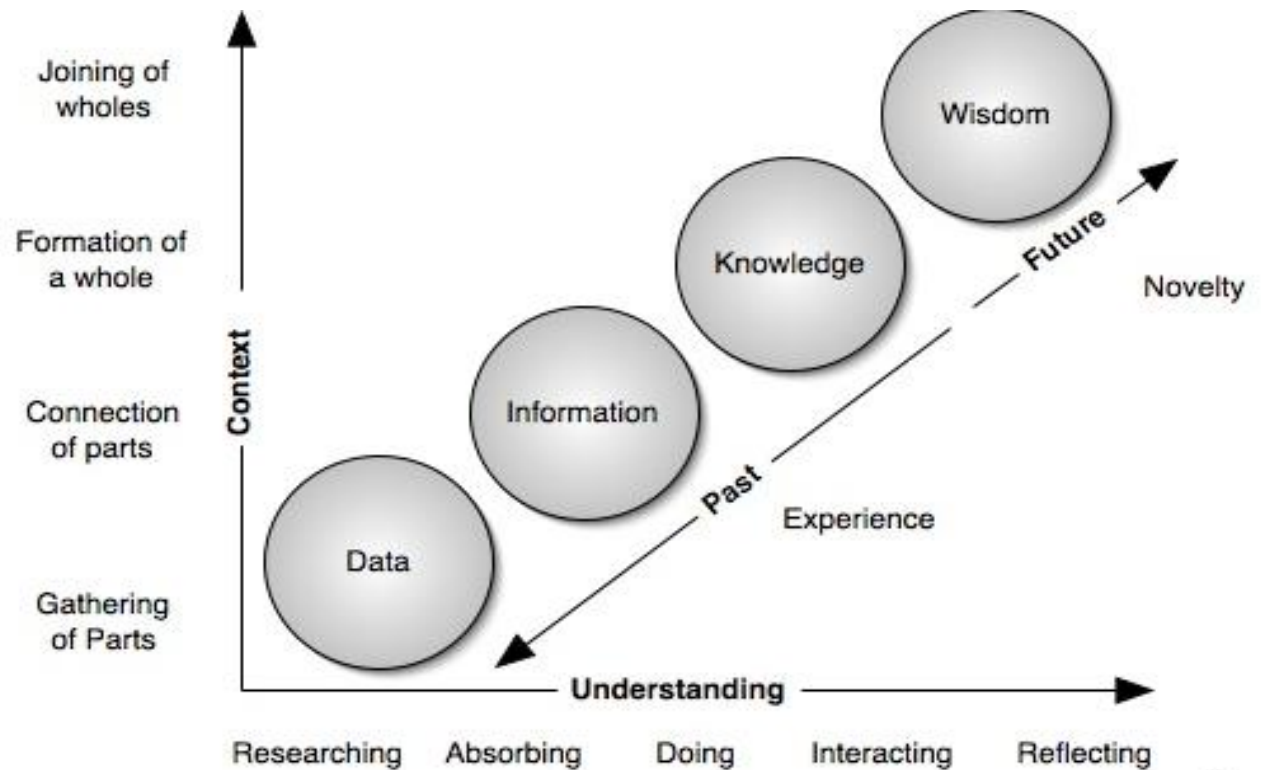 Joining of
wholes
Wisdom
Formation of
a whole
Knowledge
Future
Novelty
Context
Connection
of parts
Information
Past
Experience
Data
Gathering
of Parts
Understanding
Researching Absorbing Doing Interacting Reflecting